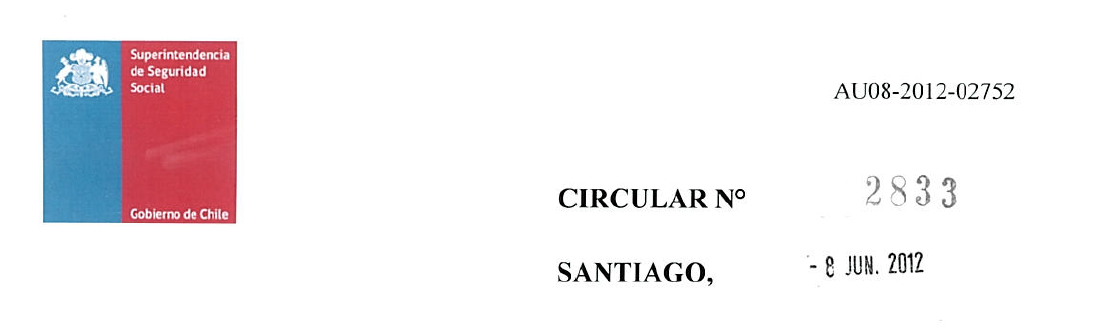 Superintendencia
de Seguridad
Social
Gobierno de Chile
AU08-2012-02752
CIRCULAR N° 2833
SANTIAGO, - 8 JUN. 2012